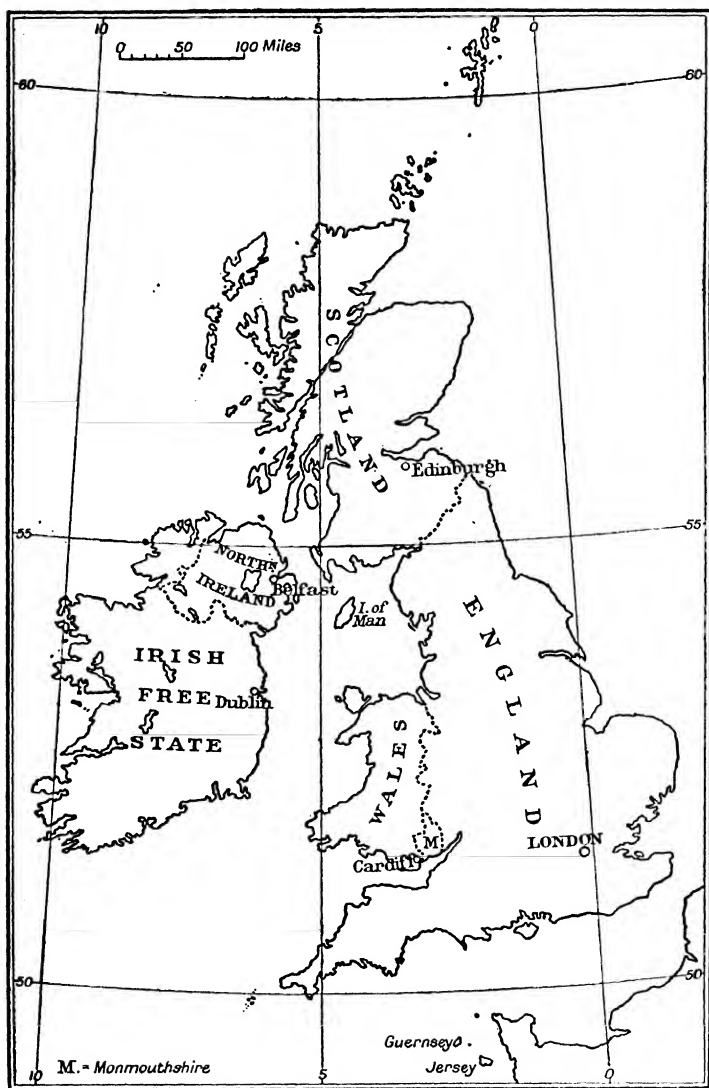 10 5 0
0 50 100 Miles
60 60
SCOTLAND
Edinburgh
55 55
NORTHN
IRELAND
Belfast
I. of
Man
ENGLAND
IRISH
FREE Dublin
STATE
WALES
M
LONDON
Cardiff
50 50
Guernsey
Jersey
M.= Monmouthshire
10 5 0